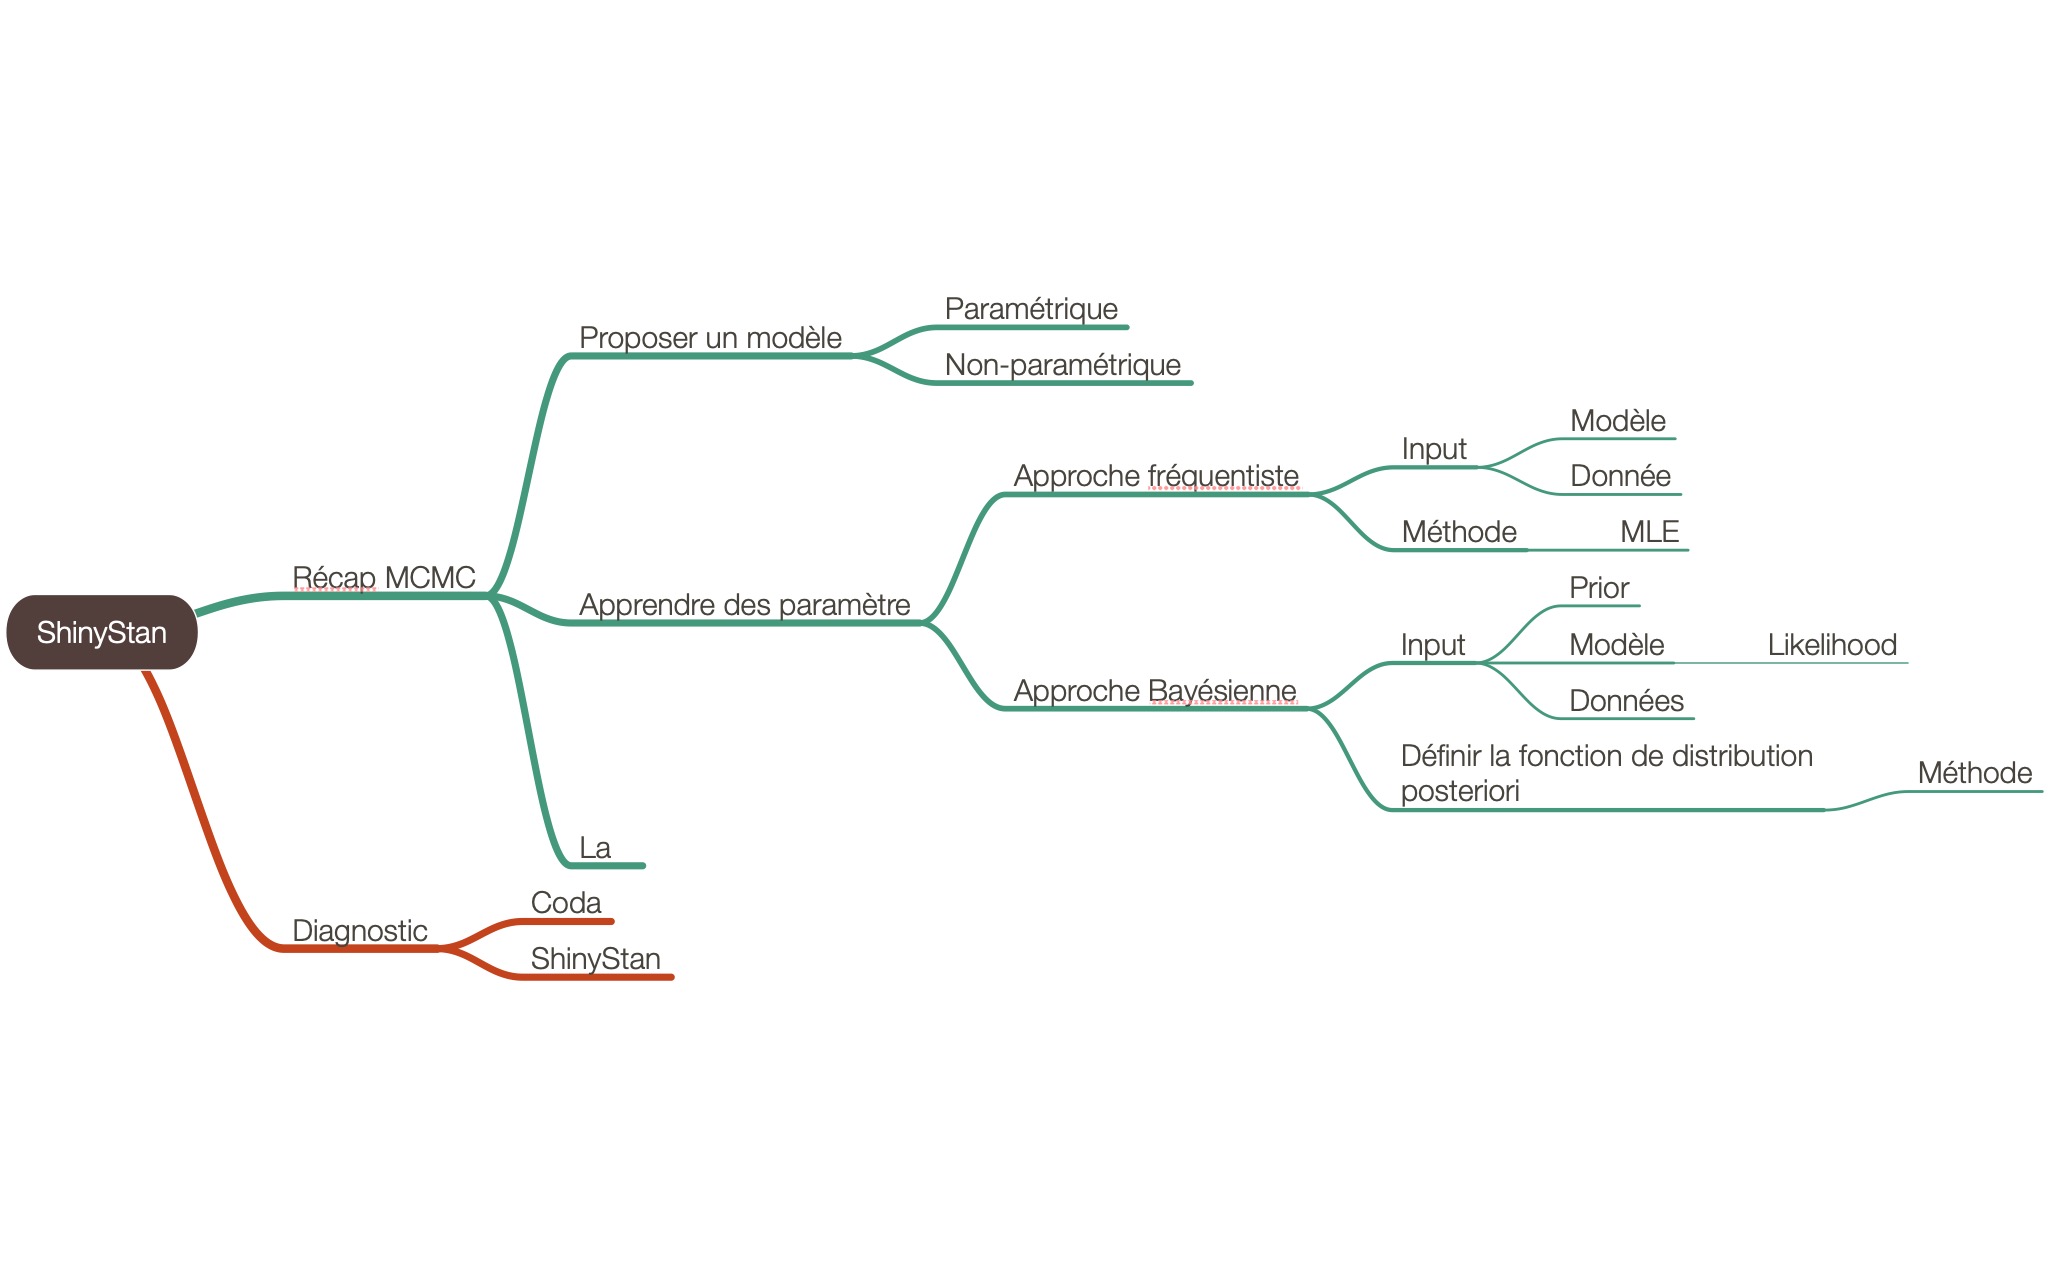 ShinyStan
Récap MCMC
Proposer un modèle
Paramétrique
Non-paramétrique
Apprendre des paramètre
Approche fréquentiste
Input
Modèle
Donnée
Méthode
MLE
Approche Bayésienne
Input
Prior
Modèle
Likelihood
Données
Définir la fonction de distribution
posteriori
Méthode
La
Diagnostic
Coda
ShinyStan